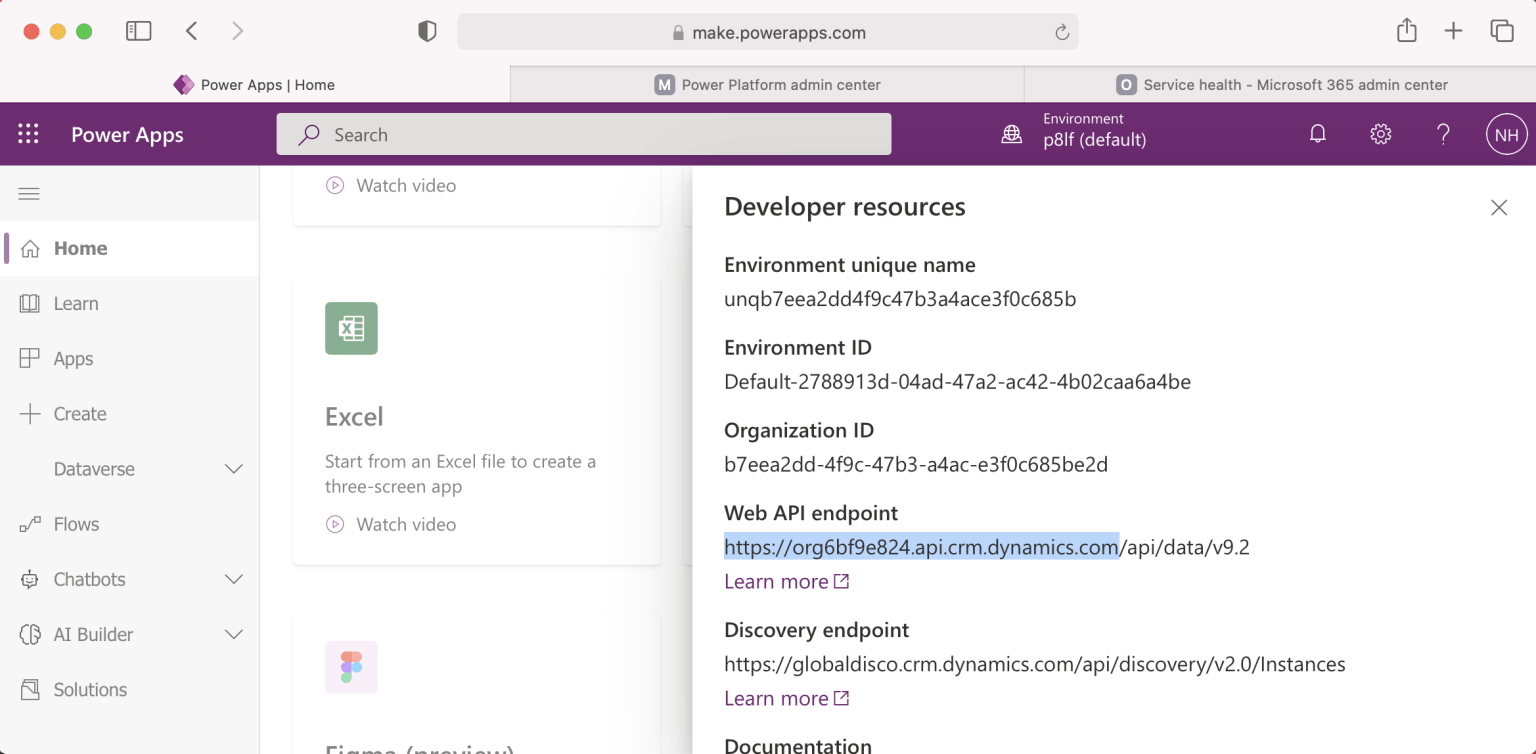 make.powerapps.com
Power Apps | Home
M Power Platform admin center
O Service health - Microsoft 365 admin center
Power Apps
Search
Environment
p8lf (default)
?
NH
Home
Learn
Apps
Create
Dataverse
Flows
Chatbots
AI Builder
Solutions
Watch video
Excel
Start from an Excel file to create a
three-screen app
Watch video
Figma (preview)
Developer resources
Environment unique name
unqb7eea2dd4f9c47b3a4ace3f0c685b
Environment ID
Default-2788913d-04ad-47a2-ac42-4b02caa6a4be
Organization ID
b7eea2dd-4f9c-47b3-a4ac-e3f0c685be2d
Web API endpoint
https://org6bf9e824.api.crm.dynamics.com/api/data/v9.2
Learn more
Discovery endpoint
https://globaldisco.crm.dynamics.com/api/discovery/v2.0/Instances
Learn more
Documentation